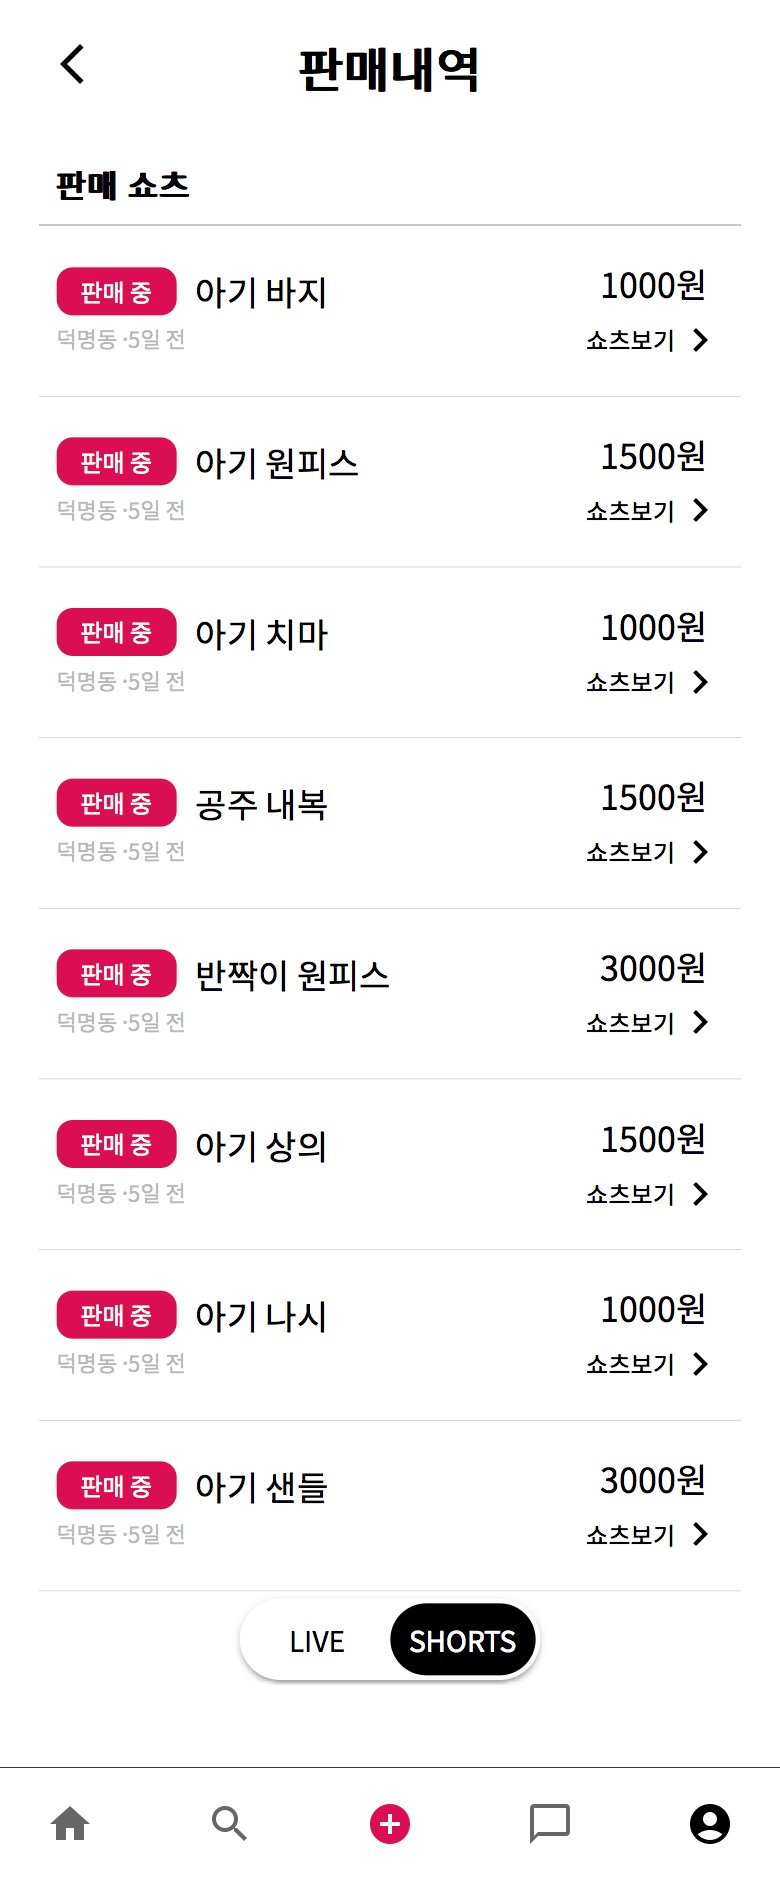 판매내역
판매 쇼츠
판매 중 아기 바지 1000원
덕명동 ·5일 전 쇼츠보기
판매 중 아기 원피스 1500원
덕명동 ·5일 전 쇼츠보기
판매 중 아기 치마 1000원
덕명동 ·5일 전 쇼츠보기
판매 중 공주 내복 1500원
덕명동 ·5일 전 쇼츠보기
판매 중 반짝이 원피스 3000원
덕명동 ·5일 전 쇼츠보기
판매 중 아기 상의 1500원
덕명동 ·5일 전 쇼츠보기
판매 중 아기 나시 1000원
덕명동 ·5일 전 쇼츠보기
판매 중 아기 샌들 3000원
덕명동 ·5일 전 쇼츠보기
LIVE SHORTS